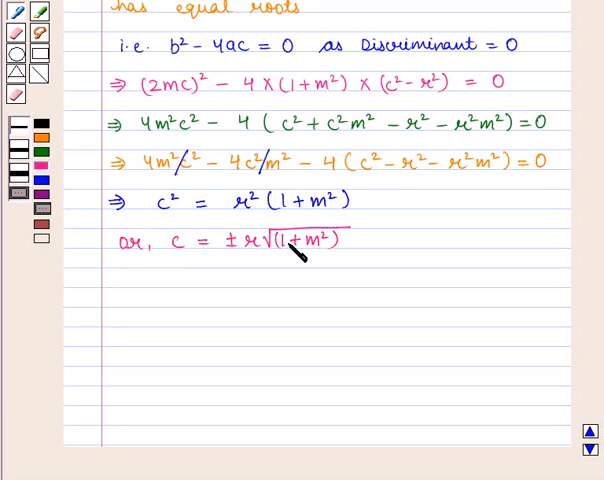 has equal roots
i.e. b² - 4ac = 0 as Discriminant = 0
⇒ (2mc)² - 4 × (1+m²) × (c² - r²) = 0
⇒ 4m²c² - 4 ( c² + c²m² - r² - r²m²) = 0
⇒ 4m²c² - 4c²m² - 4 ( c² - r² - r²m²) = 0
⇒ c² = r² (1+m²)
or, c = ± r√(1+m²)